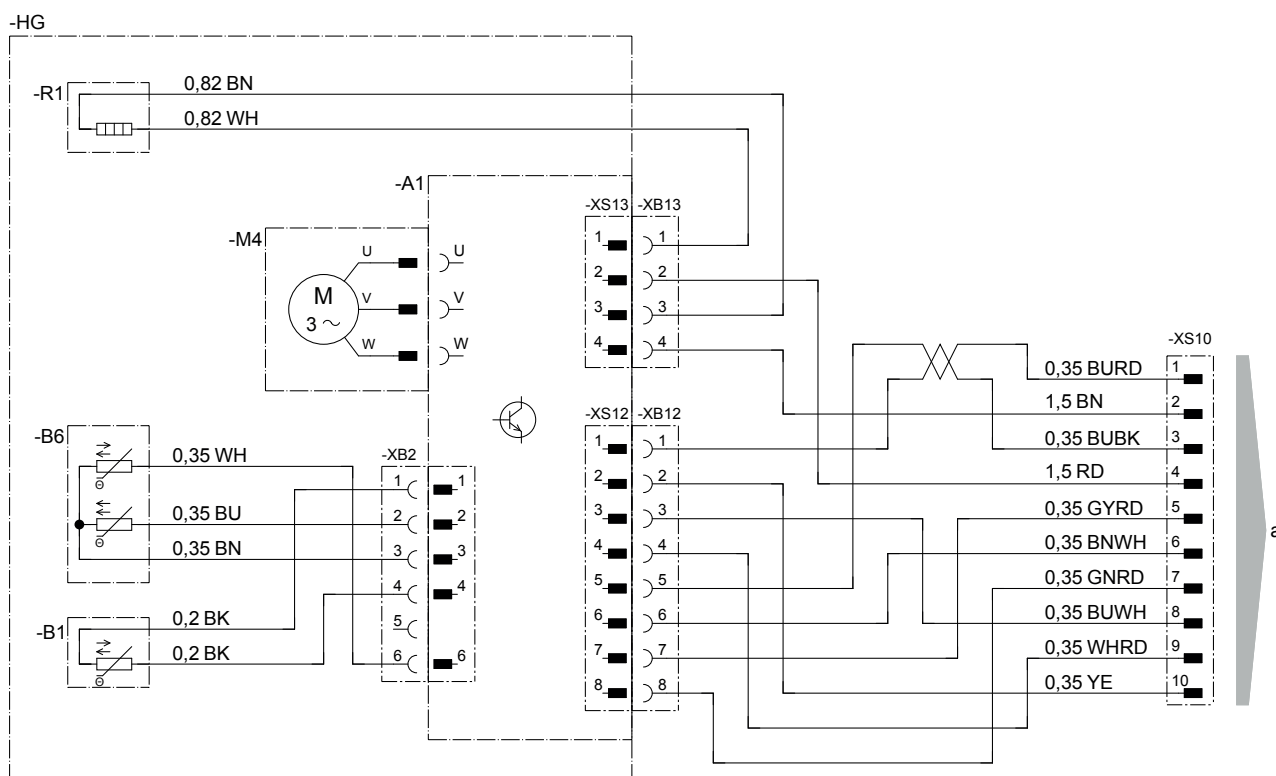 -HG
-R1
0,82 BN
0,82 WH
-A1
-XS13 -XB13
-M4
M
3
U
V
W
U
V
W
1 1
2 2
3 3
4 4
-XS10
0,35 BURD 1
1,5 BN 2
0,35 BUBK 3
1,5 RD 4
0,35 GYRD 5
0,35 BNWH 6
0,35 GNRD 7
0,35 BUWH 8
0,35 WHRD 9
0,35 YE 10
a
-XS12 -XB12
1 1
2 2
3 3
4 4
5 5
6 6
7 7
8 8
-B6
0,35 WH
0,35 BU
0,35 BN
-XB2
1 1
2 2
3 3
4 4
5
6 6
-B1
0,2 BK
0,2 BK